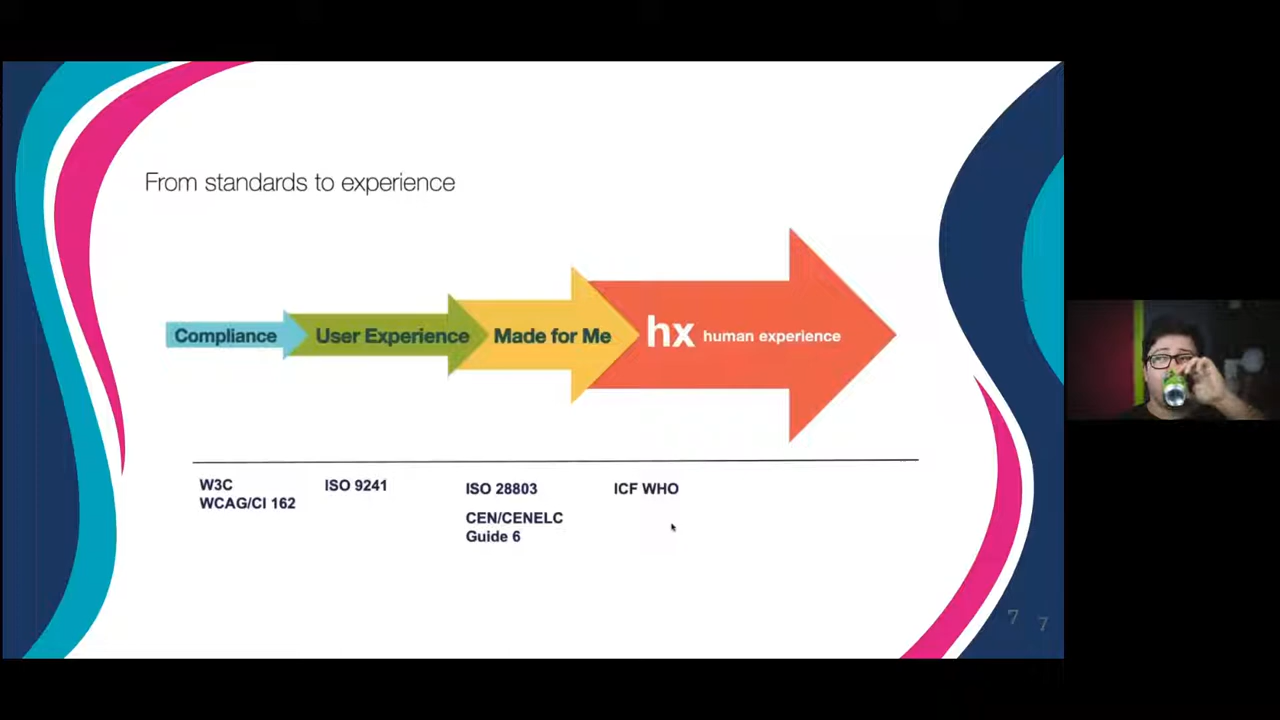 From standards to experience
Compliance
User Experience
Made for Me
hx human experience
W3C
WCAG/CI 162
ISO 9241
ISO 28803
CEN/CENELC
Guide 6
ICF WHO
7
7